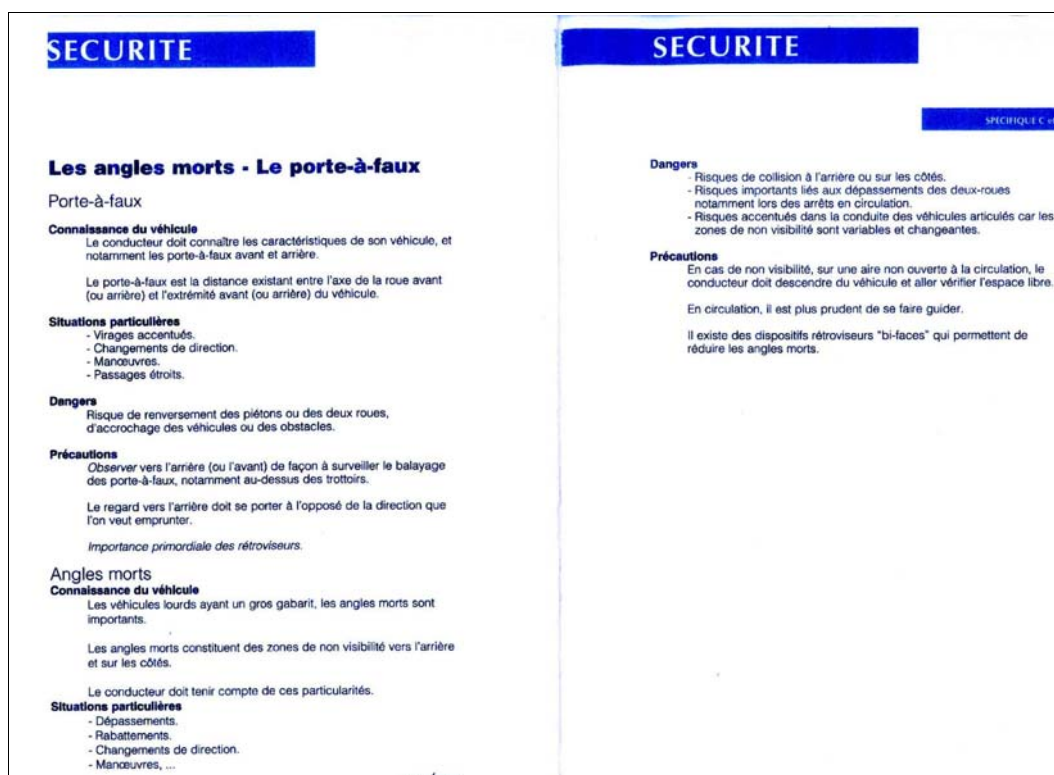 SECURITE
Les angles morts - Le porte-à-faux
Porte-à-faux
Connaissance du véhicule
Le conducteur doit connaître les caractéristiques de son véhicule, et
notamment les porte-à-faux avant et arrière.
Le porte-à-faux est la distance existant entre l'axe de la roue avant
(ou arrière) et l'extrémité avant (ou arrière) du véhicule.
Situations particulières
- Virages accentués.
- Changements de direction.
- Manœuvres.
- Passages étroits.
Dangers
Risque de renversement des piétons ou des deux roues,
d'accrochage des véhicules ou des obstacles.
Précautions
Observer vers l'arrière (ou l'avant) de façon à surveiller le balayage
des porte-à-faux, notamment au-dessus des trottoirs.
Le regard vers l'arrière doit se porter à l'opposé de la direction que
l'on veut emprunter.
Importance primordiale des rétroviseurs.
Angles morts
Connaissance du véhicule
Les véhicules lourds ayant un gros gabarit, les angles morts sont
importants.
Les angles morts constituent des zones de non visibilité vers l'arrière
et sur les côtés.
Le conducteur doit tenir compte de ces particularités.
Situations particulières
- Dépassements.
- Rabattements.
- Changements de direction.
- Manœuvres, ...
SECURITE
SPECIFIQUE C
Dangers
- Risques de collision à l'arrière ou sur les côtés.
- Risques importants liés aux dépassements des deux-roues
notamment lors des arrêts en circulation.
- Risques accentués dans la conduite des véhicules articulés car les
zones de non visibilité sont variables et changeantes.
Précautions
En cas de non visibilité, sur une aire non ouverte à la circulation, le
conducteur doit descendre du véhicule et aller vérifier l'espace libre.
En circulation, il est plus prudent de se faire guider.
Il existe des dispositifs rétroviseurs "bi-faces" qui permettent de
réduire les angles morts.